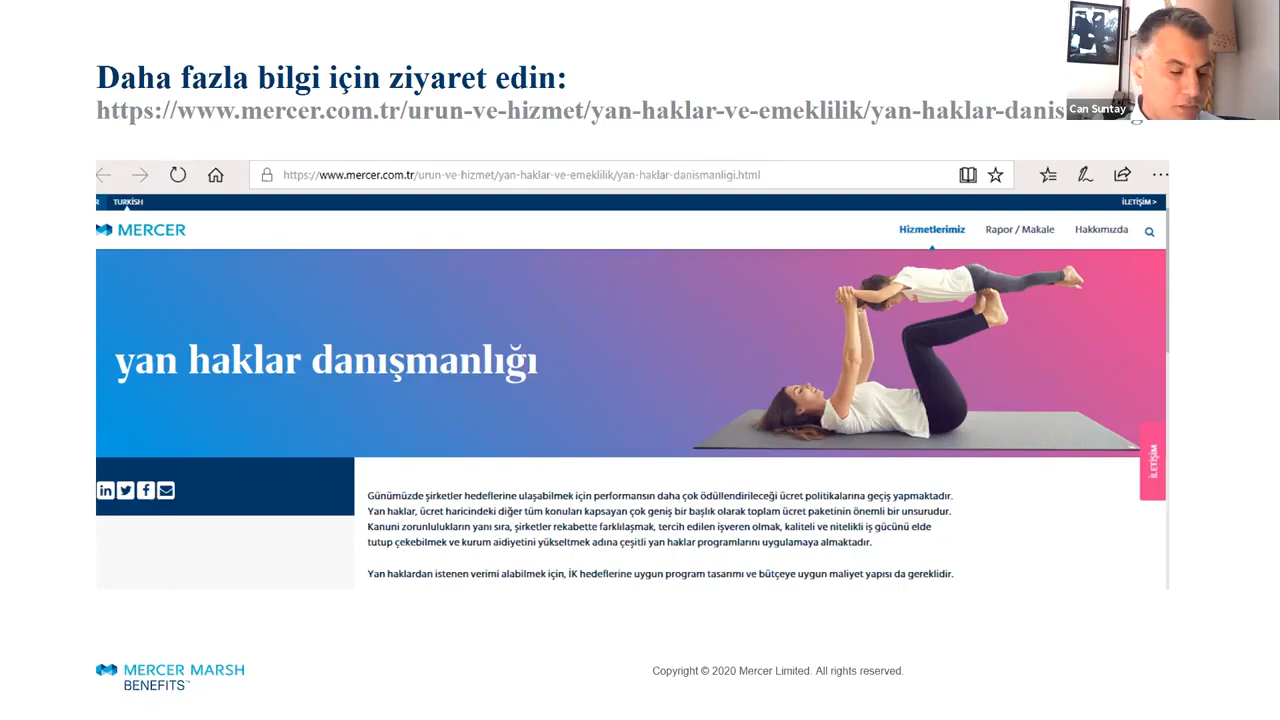 Daha fazla bilgi için ziyaret edin:
https://www.mercer.com.tr/urun-ve-hizmet/yan-haklar-ve-emeklilik/yan-haklar-danis
Can Suntay
https://www.mercer.com.tr/urun-ve-hizmet/yan-haklar-ve-emeklilik/yan-haklar-danismanligi.html
TURKISH
İLETİŞİM >
MERCER
Hizmetlerimiz
Rapor / Makale
Hakkımızda
yan haklar danışmanlığı
İLETİŞİM
Günümüzde şirketler hedeflerine ulaşabilmek için performansın daha çok ödüllendirileceği ücret politikalarına geçiş yapmaktadır.
Yan haklar, ücret haricindeki diğer tüm konuları kapsayan çok geniş bir başlık olarak toplam ücret paketinin önemli bir unsurudur.
Kanuni zorunlulukların yanı sıra, şirketler rekabette farklılaşmak, tercih edilen işveren olmak, kaliteli ve nitelikli iş gücünü elde
tutup çekebilmek ve kurum aidiyetini yükseltmek adına çeşitli yan haklar programlarını uygulamaya almaktadır.
Yan haklardan istenen verimi alabilmek için, İK hedeflerine uygun program tasarımı ve bütçeye uygun maliyet yapısı da gereklidir.
MERCER MARSH
BENEFITS™
Copyright © 2020 Mercer Limited. All rights reserved.